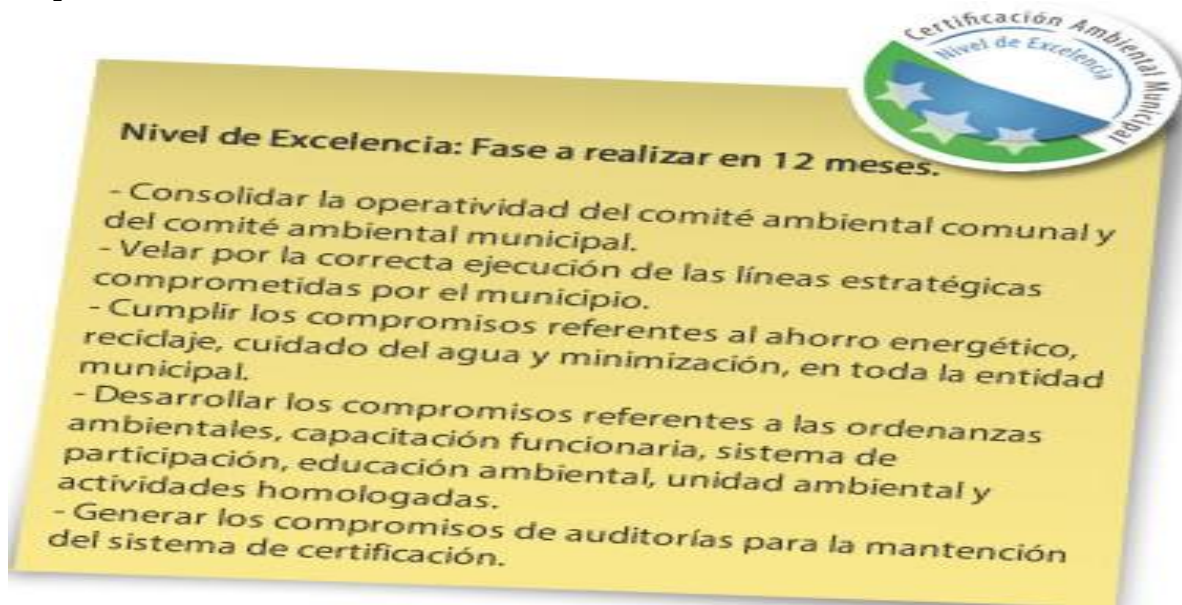 Certificación Ambiental Municipal
Nivel de Excelencia
Nivel de Excelencia: Fase a realizar en 12 meses.
- Consolidar la operatividad del comité ambiental comunal y
del comité ambiental municipal.
- Velar por la correcta ejecución de las líneas estratégicas
comprometidas por el municipio.
- Cumplir los compromisos referentes al ahorro energético,
reciclaje, cuidado del agua y minimización, en toda la entidad
municipal.
- Desarrollar los compromisos referentes a las ordenanzas
ambientales, capacitación funcionaria, sistema de
participación, educación ambiental, unidad ambiental y
actividades homologadas.
- Generar los compromisos de auditorías para la mantención
del sistema de certificación.